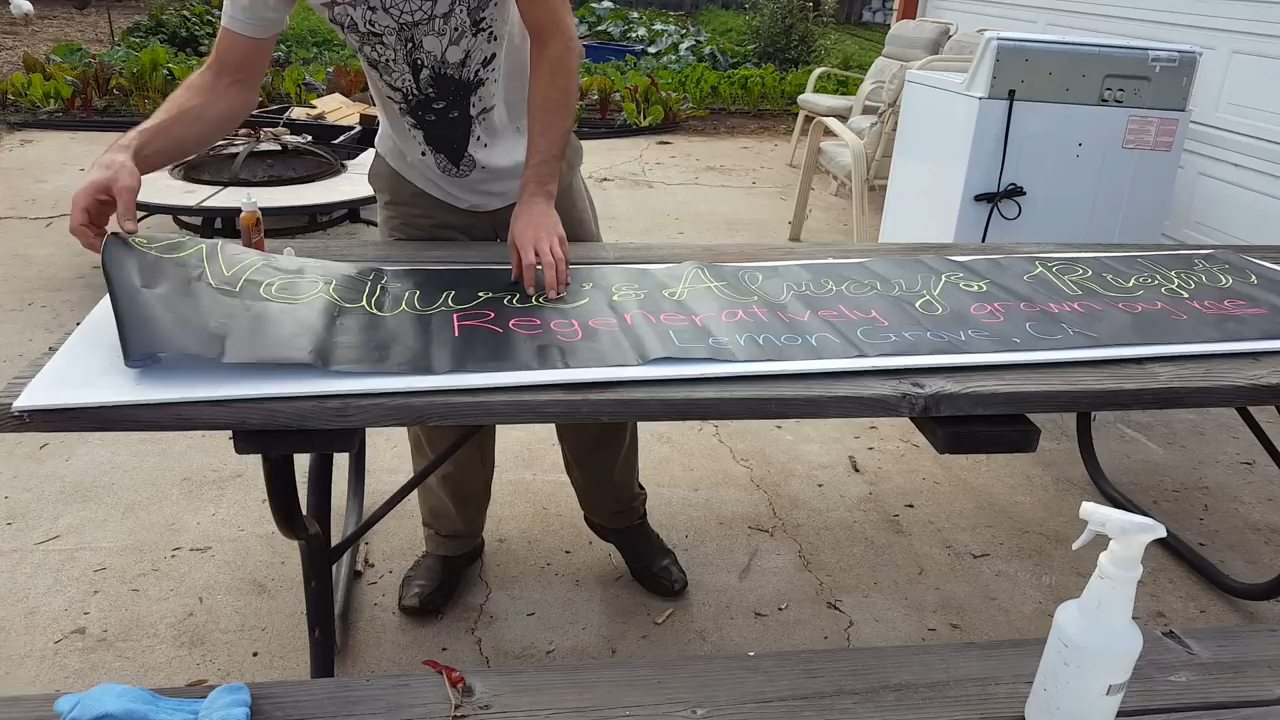 Nature's Always Right
Regeneratively grown by me
Lemon Grove, CA